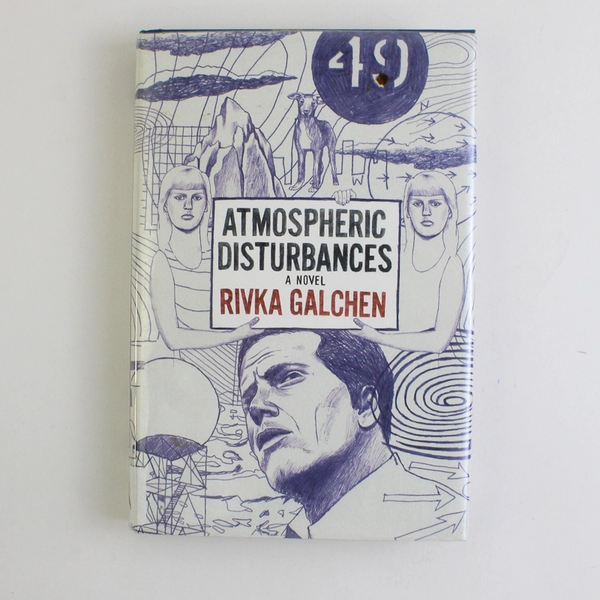 49
ATMOSPHERIC
DISTURBANCES
A NOVEL
RIVKA GALCHEN